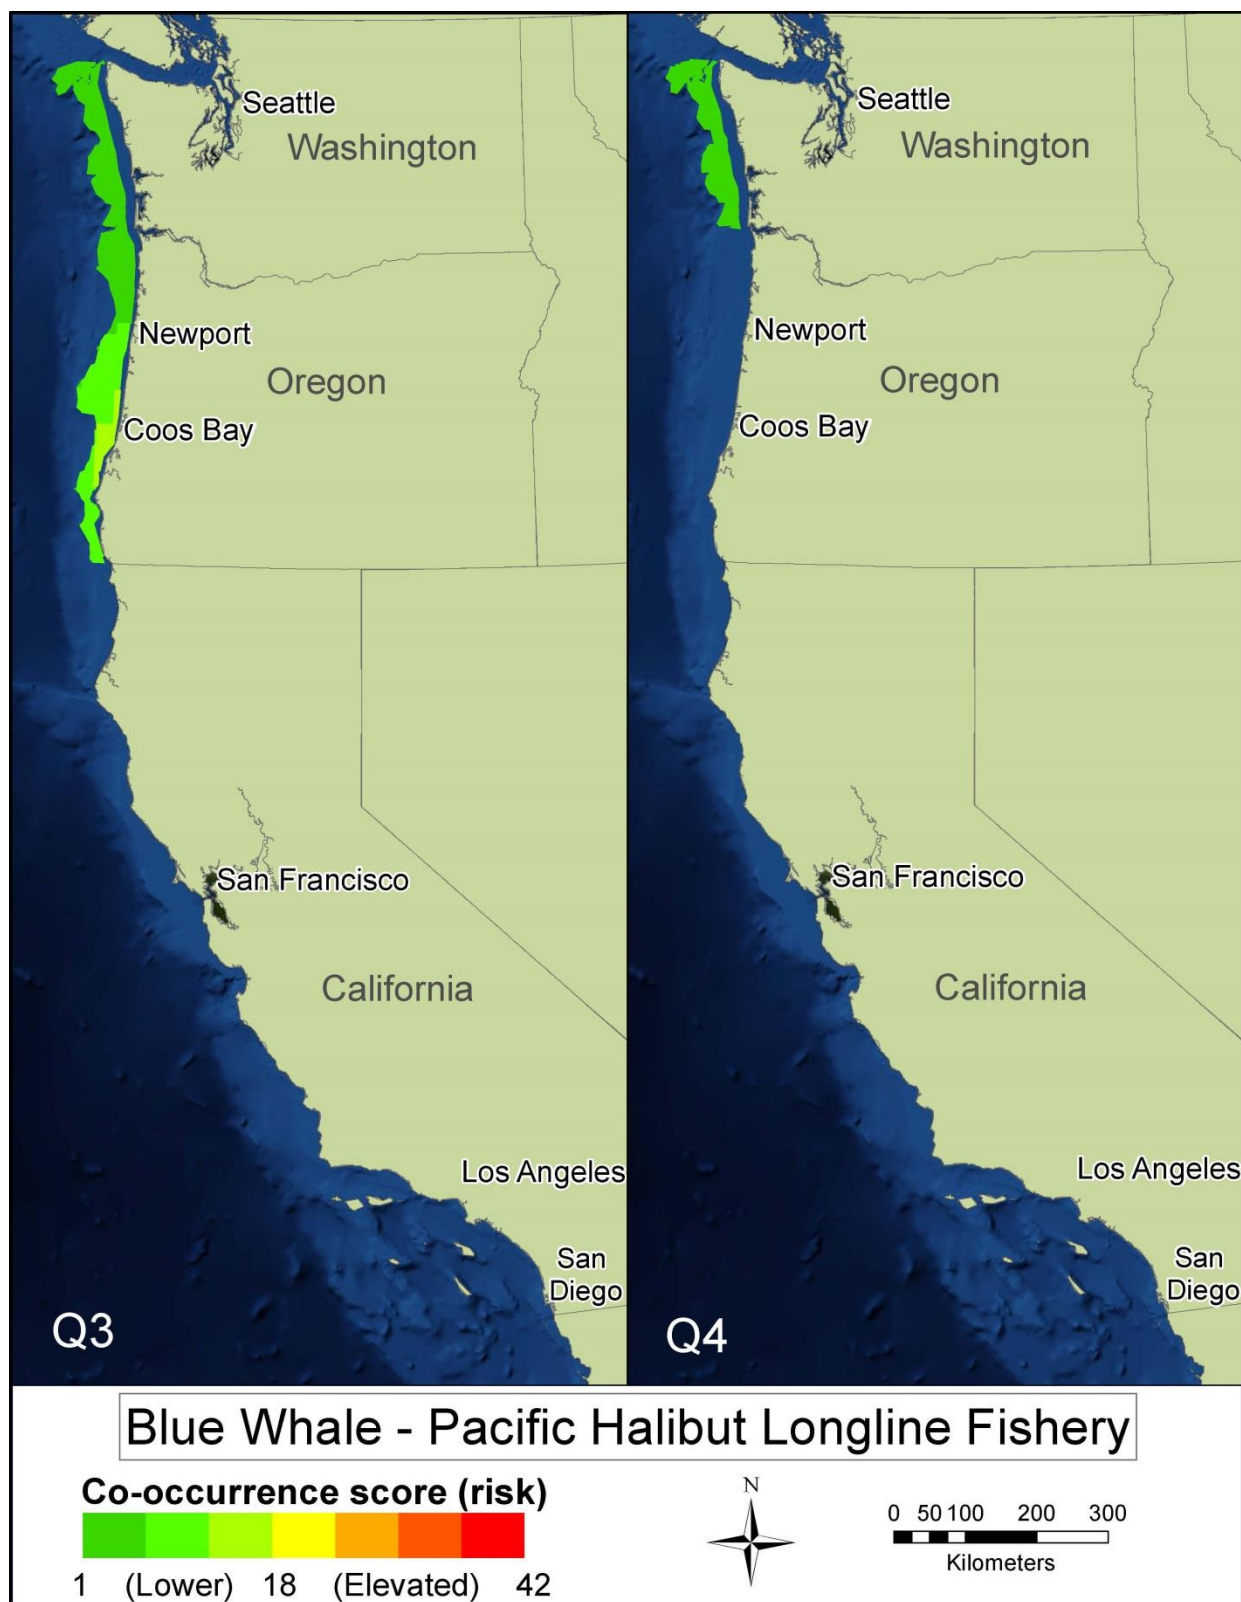 Seattle
Washington
Newport
Oregon
Coos Bay
San Francisco
California
Los Angeles
San
Diego
Q3
Seattle
Washington
Newport
Oregon
Coos Bay
San Francisco
California
Los Angeles
San
Diego
Q4
Blue Whale - Pacific Halibut Longline Fishery
Co-occurrence score (risk)
1 (Lower) 18 (Elevated) 42
N
0 50 100 200 300
Kilometers